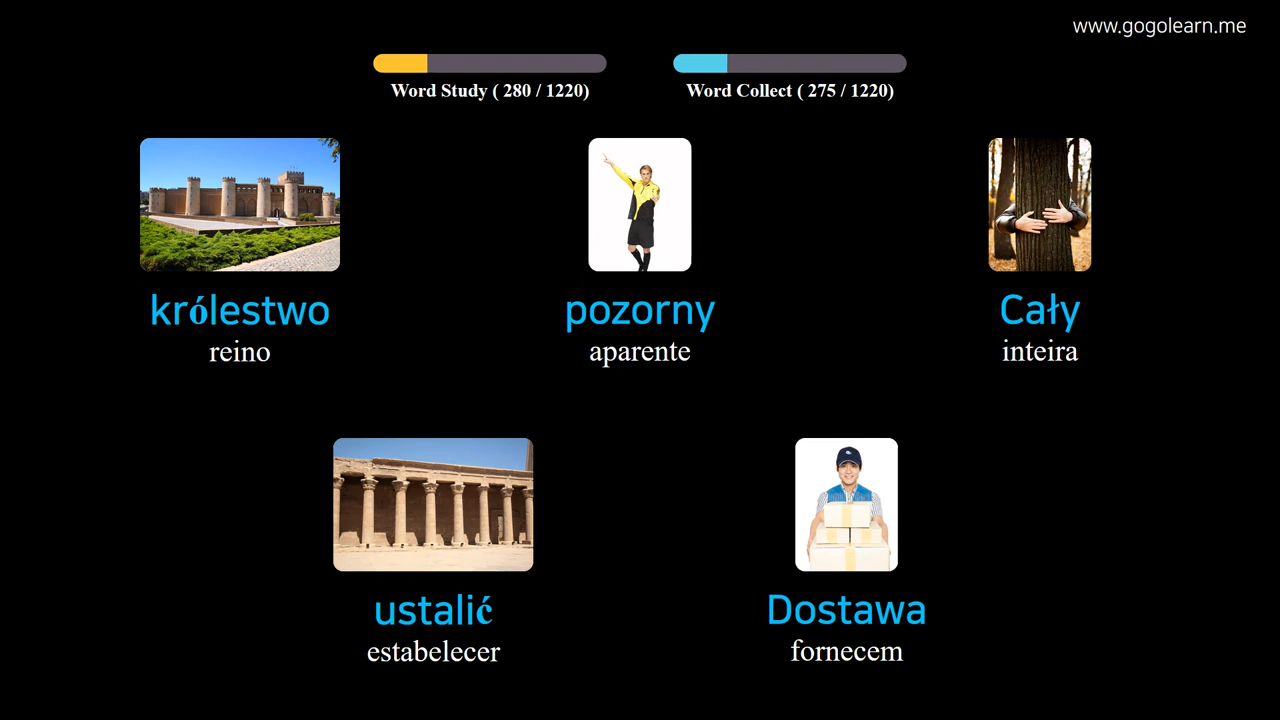 www.gogolearn.me
Word Study ( 280 / 1220)
Word Collect ( 275 / 1220)
królestwo
reino
pozorny
aparente
Cały
inteira
ustalić
estabelecer
Dostawa
fornecem